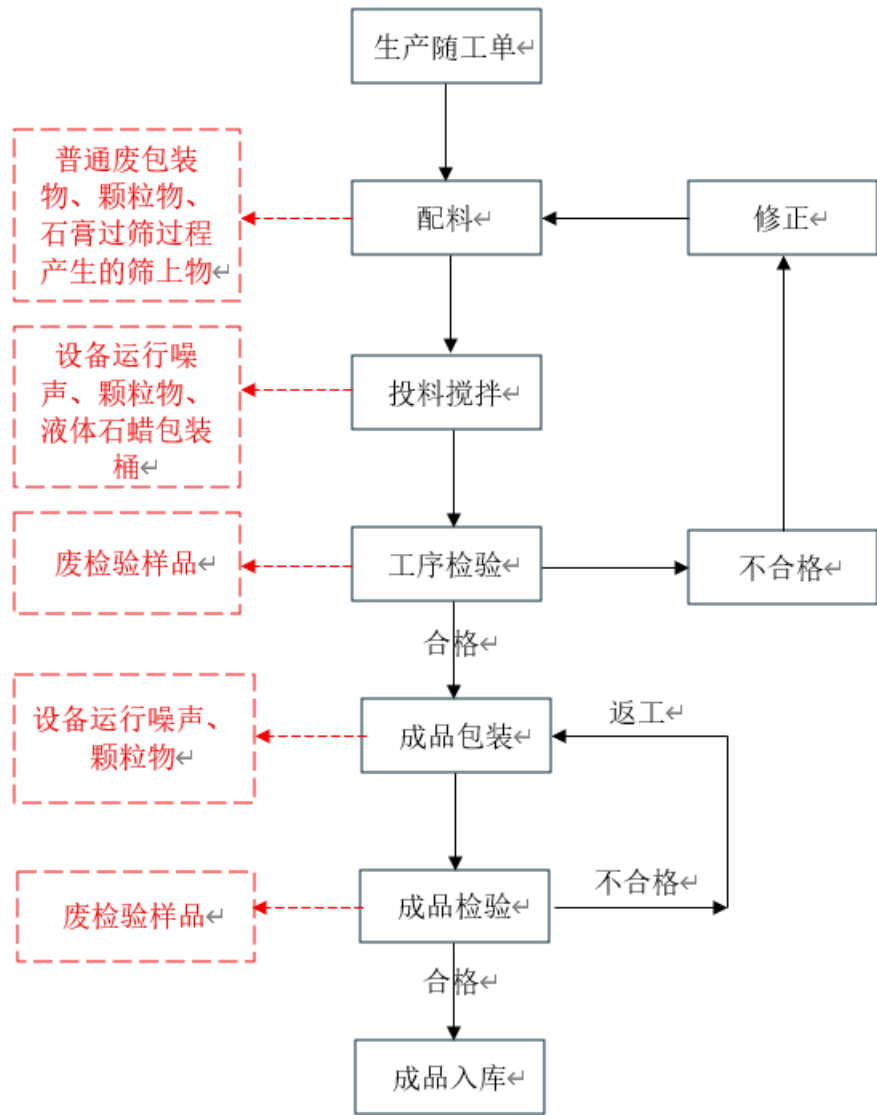 生产随工单
普通废包装
物、颗粒物、
石膏过筛过程
产生的筛上物
配料
修正
设备运行噪
声、颗粒物、
液体石蜡包装
桶
投料搅拌
废检验样品
工序检验
不合格
合格
设备运行噪声、
颗粒物
成品包装
返工
废检验样品
成品检验
不合格
合格
成品入库